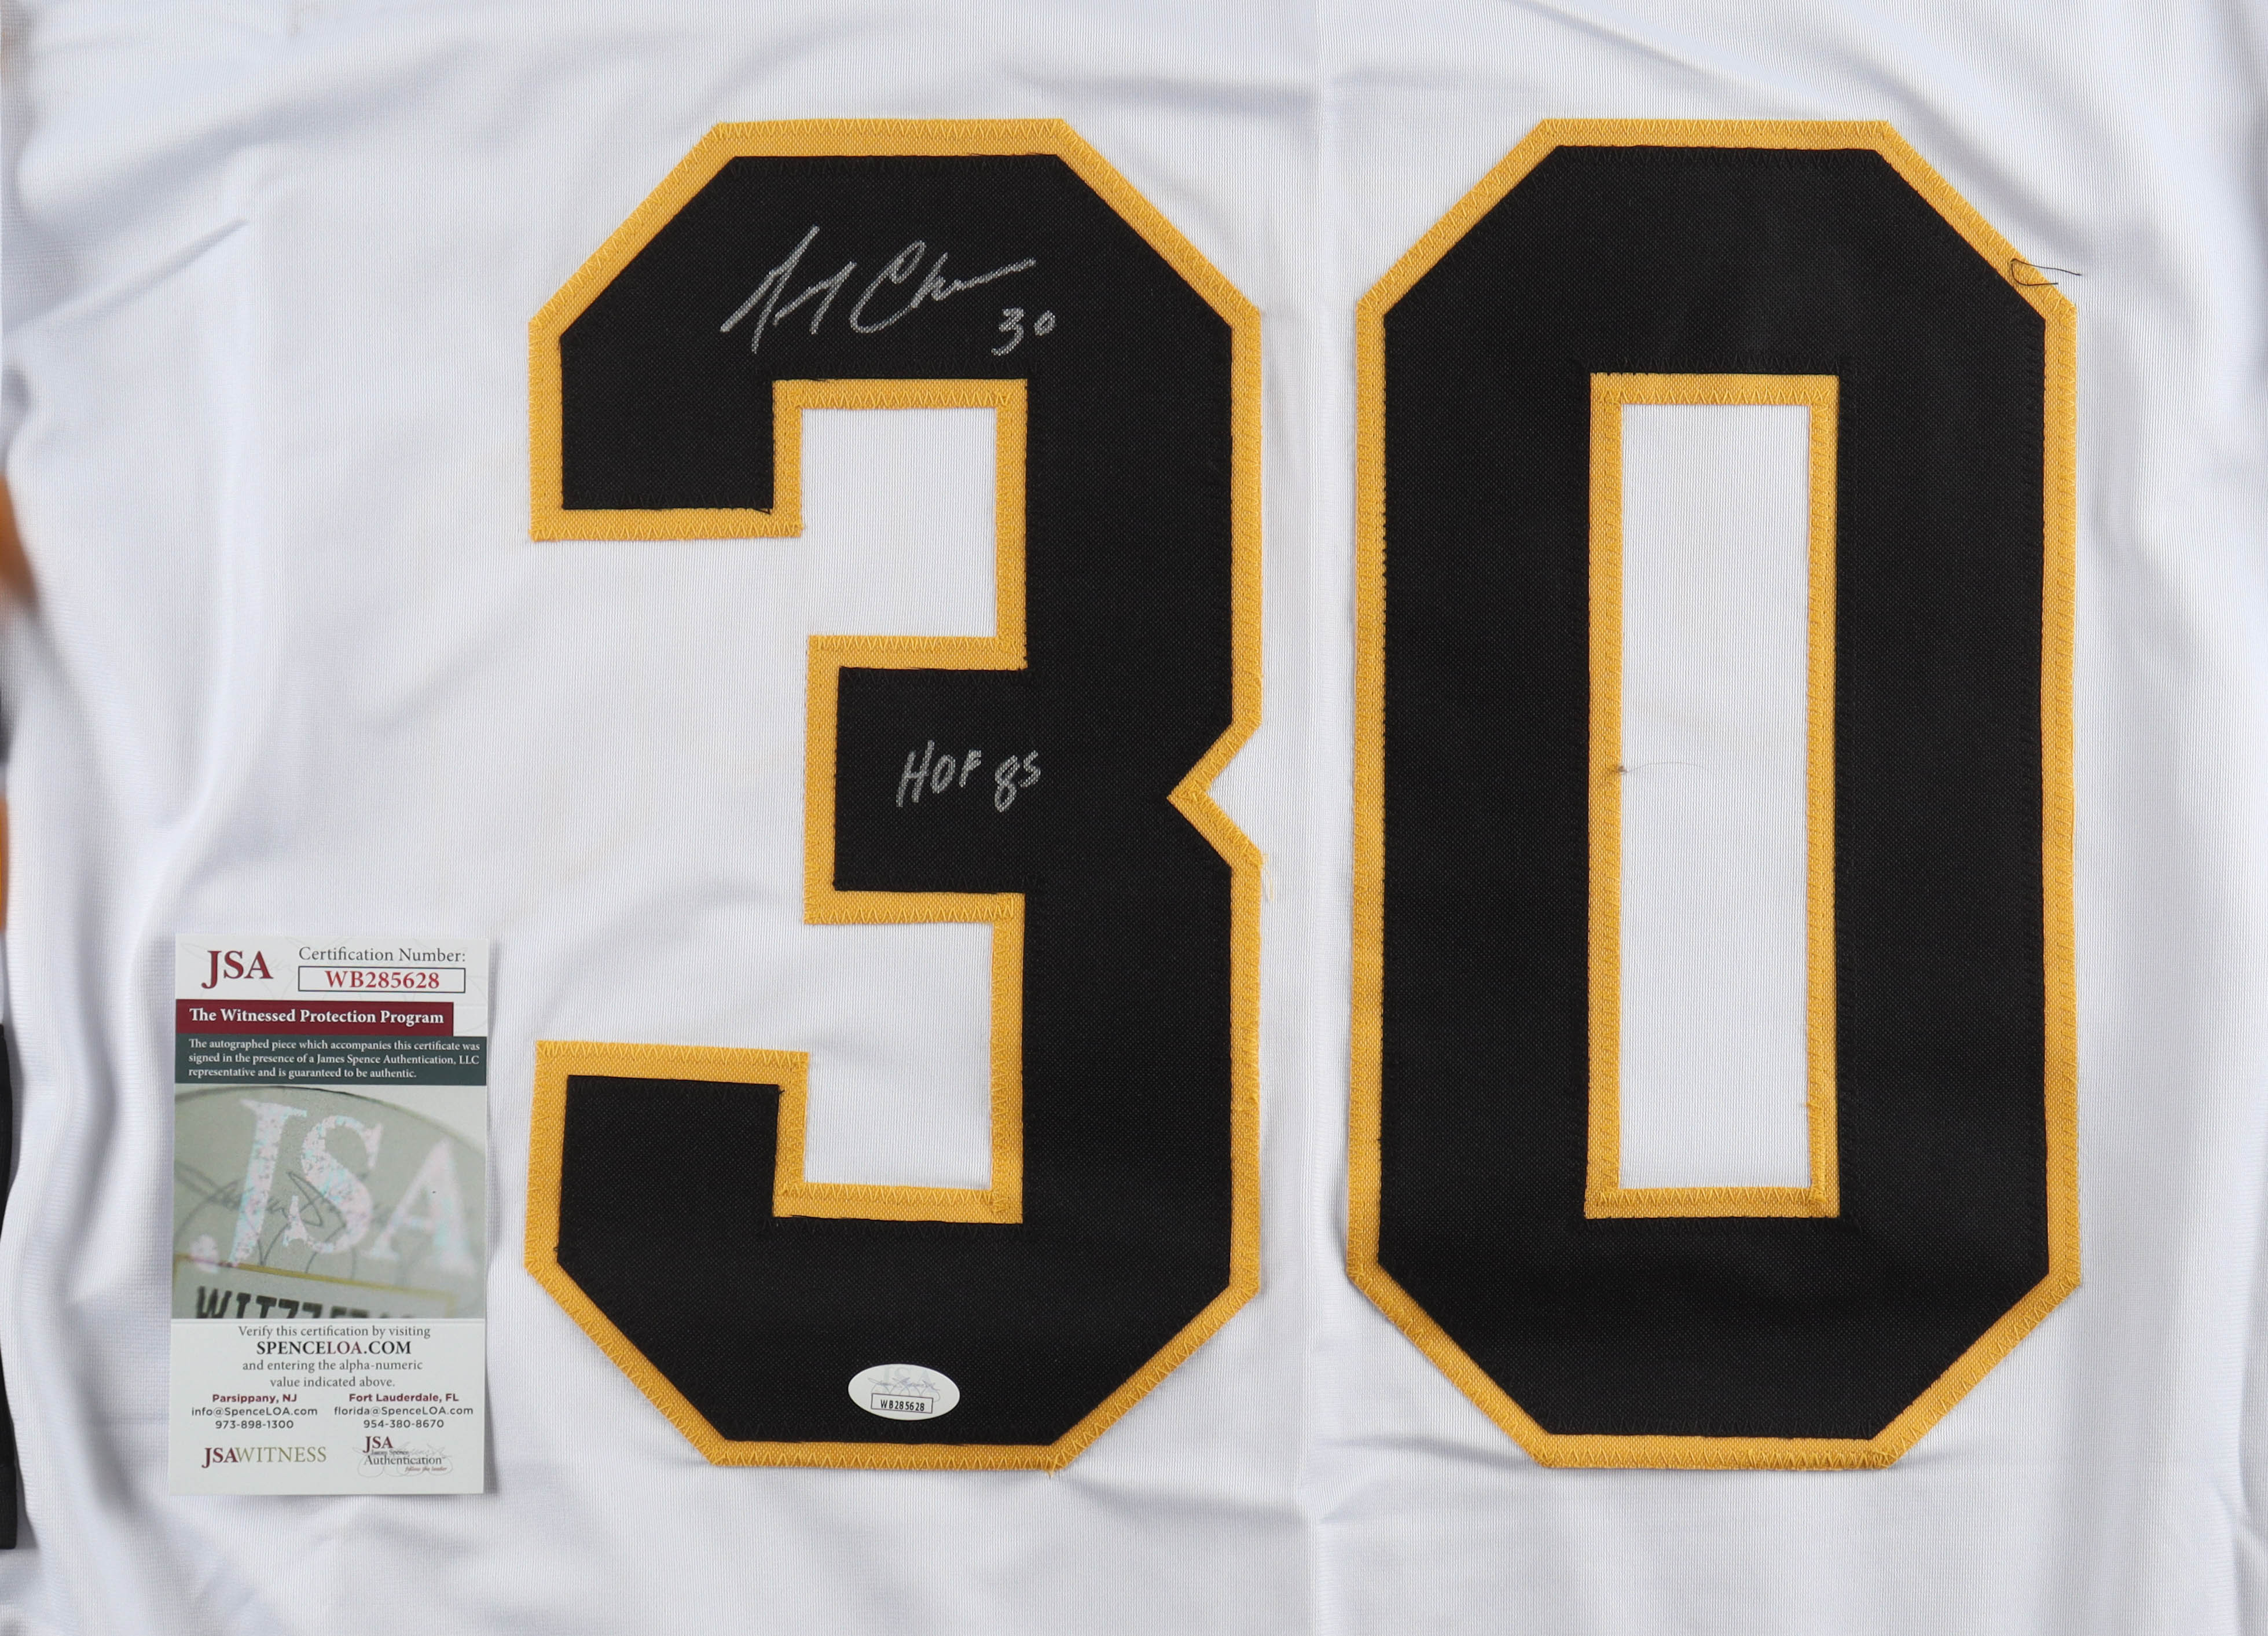 30
30
HOF 85
JSA
Certification Number:
WB285628
The Witnessed Protection Program
The autographed piece which accompanies this certificate was
signed in the presence of a James Spence Authentication, LLC
representative and is guaranteed to be authentic.
JSA
Verify this certification by visiting
SPENCELOA.COM
and entering the alpha-numeric
value indicated above.
Parsippany, NJ
info@SpenceLOA.com
973-898-1300
Fort Lauderdale, FL
florida@SpenceLOA.com
954-380-8670
JSAWITNESS
JSA
James Spence
Authentication
WB285628